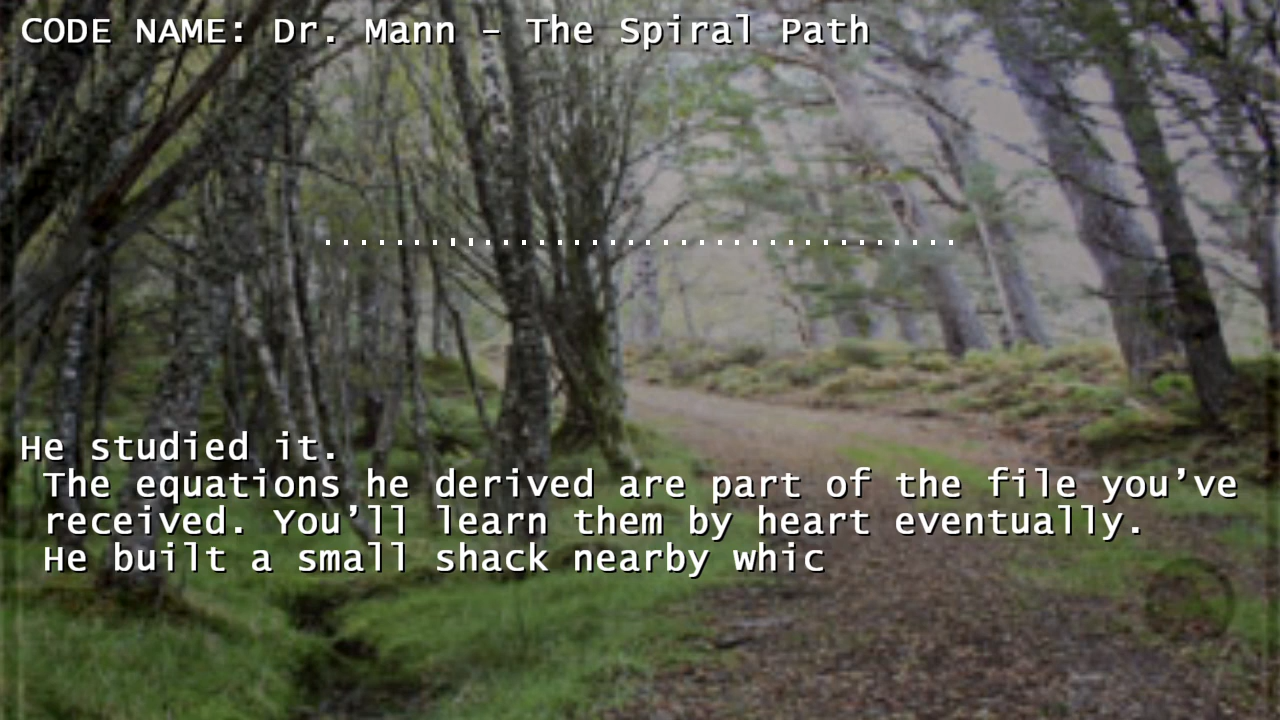 CODE NAME: Dr. Mann – The Spiral Path
He studied it.
The equations he derived are part of the file you’ve
received. You’ll learn them by heart eventually.
He built a small shack nearby whic